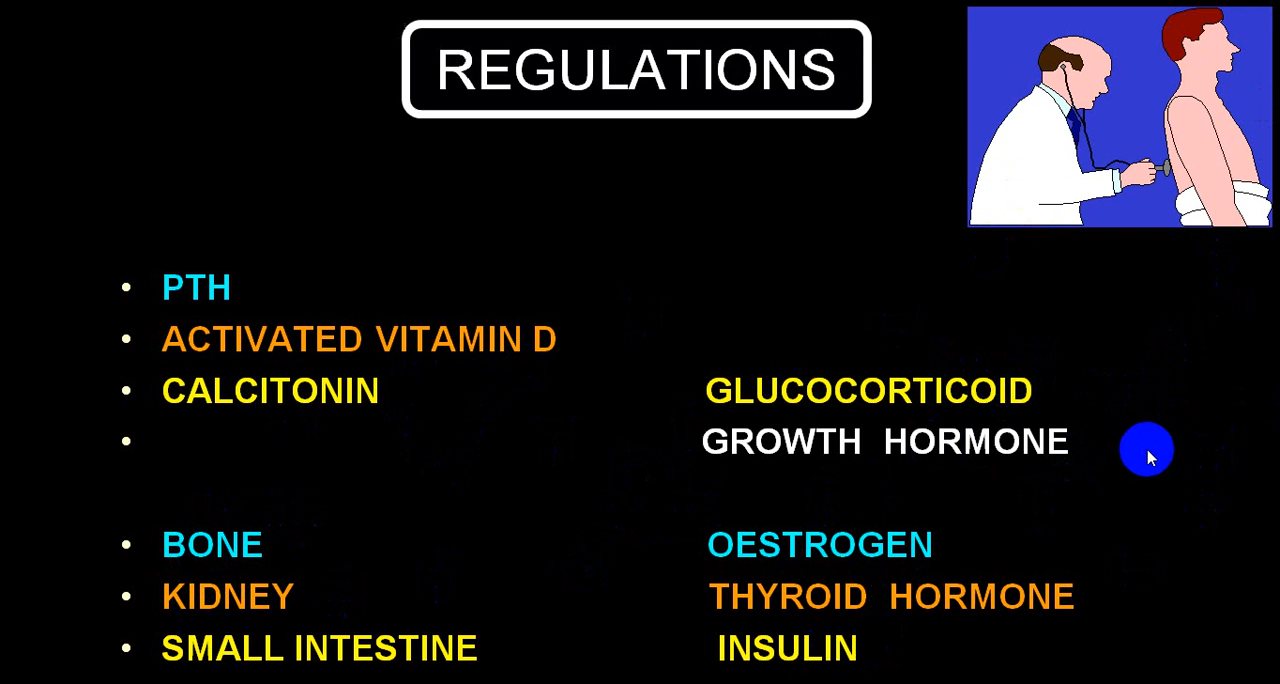 REGULATIONS
• PTH
• ACTIVATED VITAMIN D
• CALCITONIN GLUCOCORTICOID
• GROWTH HORMONE
• BONE OESTROGEN
• KIDNEY THYROID HORMONE
• SMALL INTESTINE INSULIN